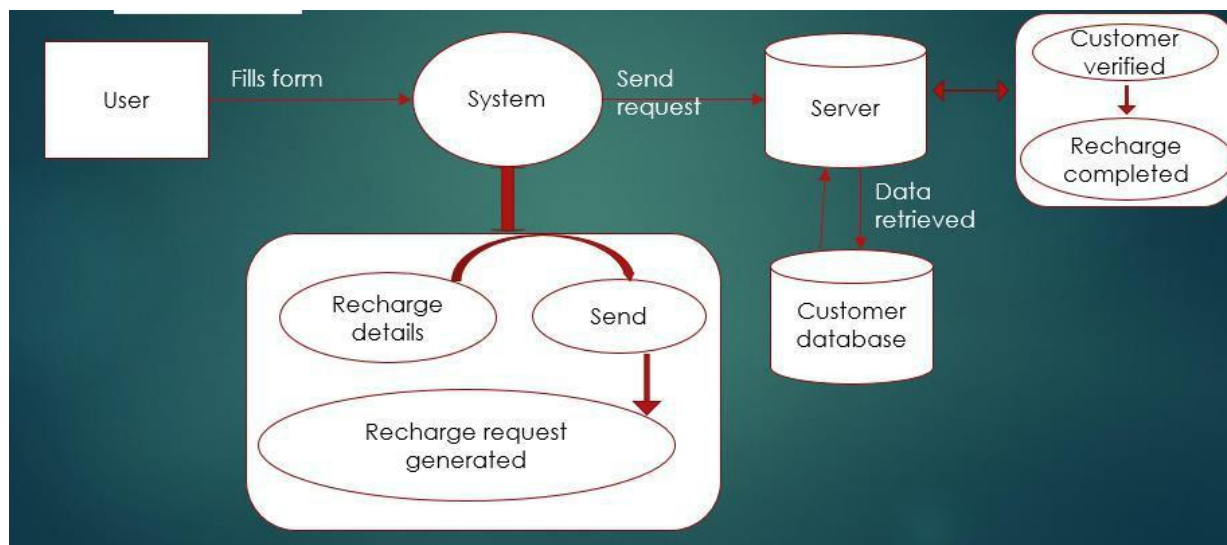 User
Fills form
System
Send
request
Server
Customer
verified
Recharge
completed
Data
retrieved
Recharge
details
Send
Customer
database
Recharge request
generated